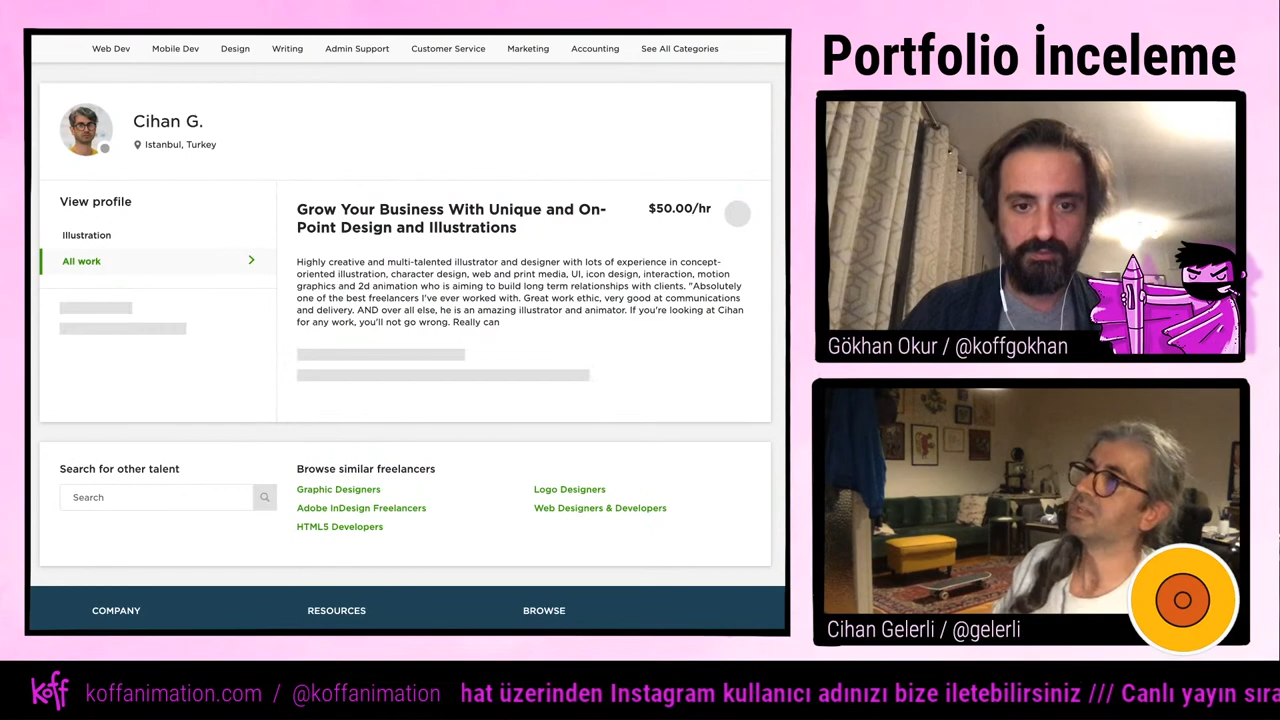 Web Dev Mobile Dev Design Writing Admin Support Customer Service Marketing Accounting See All Categories
Cihan G.
Istanbul, Turkey
View profile
Illustration
All work
Grow Your Business With Unique and On-
Point Design and Illustrations
$50.00/hr
Highly creative and multi-talented illustrator and designer with lots of experience in concept-
oriented illustration, character design, web and print media, UI, icon design, interaction, motion
graphics and 2d animation who is aiming to build long term relationships with clients. "Absolutely
one of the best freelancers I've ever worked with. Great work ethic, very good at communications
and delivery. AND over all else, he is an amazing illustrator and animator. If you're looking at Cihan
for any work, you'll not go wrong. Really can
Search for other talent
Search
Browse similar freelancers
Graphic Designers
Logo Designers
Adobe InDesign Freelancers
Web Designers & Developers
HTML5 Developers
COMPANY RESOURCES BROWSE
Portfolio İnceleme
Gökhan Okur / @koffgokhan
Cihan Gelerli / @gelerli
koff koffanimation.com / @koffanimation hat üzerinden Instagram kullanıcı adınızı bize iletebilirsiniz /// Canlı yayın sıra